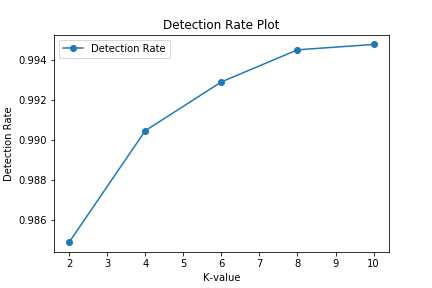 Detection Rate Plot
Detection Rate
0.994
0.992
0.990
0.988
0.986
Detection Rate
2 3 4 5 6 7 8 9 10
K-value